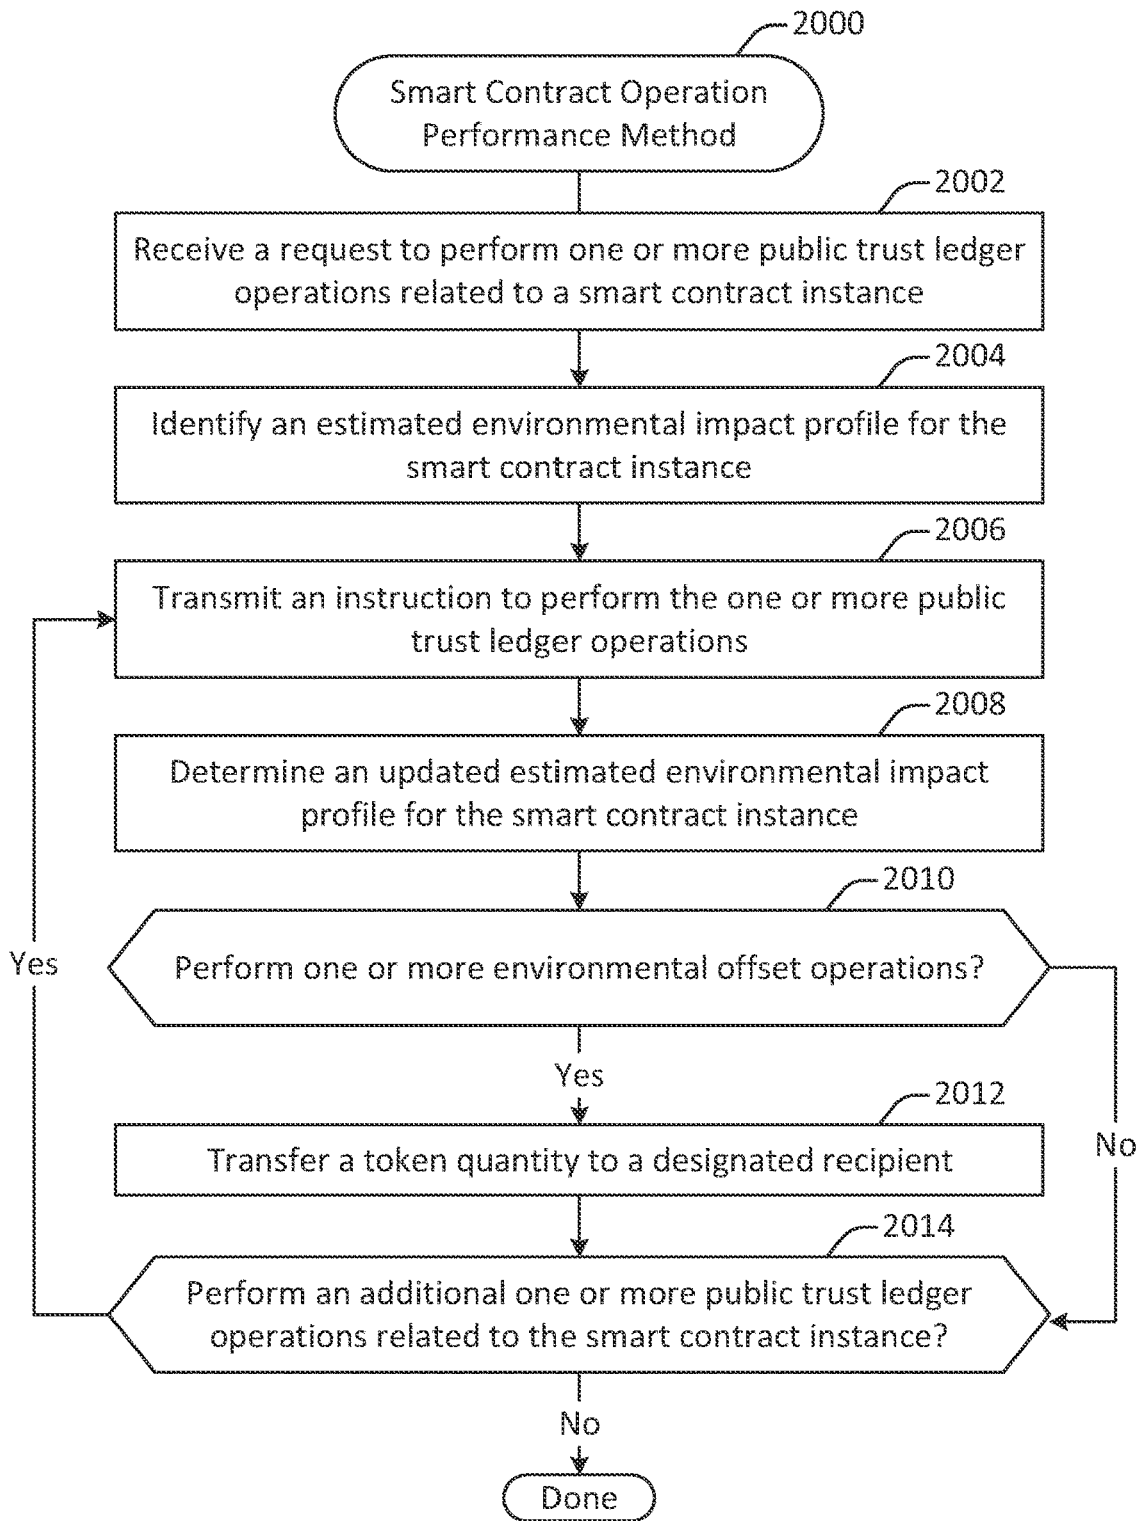 2000
Smart Contract Operation
Performance Method
2002
Receive a request to perform one or more public trust ledger
operations related to a smart contract instance
2004
Identify an estimated environmental impact profile for the
smart contract instance
2006
Transmit an instruction to perform the one or more public
trust ledger operations
2008
Determine an updated estimated environmental impact
profile for the smart contract instance
2010
Yes
Perform one or more environmental offset operations?
Yes
2012
No
Transfer a token quantity to a designated recipient
2014
Perform an additional one or more public trust ledger
operations related to the smart contract instance?
No
Done